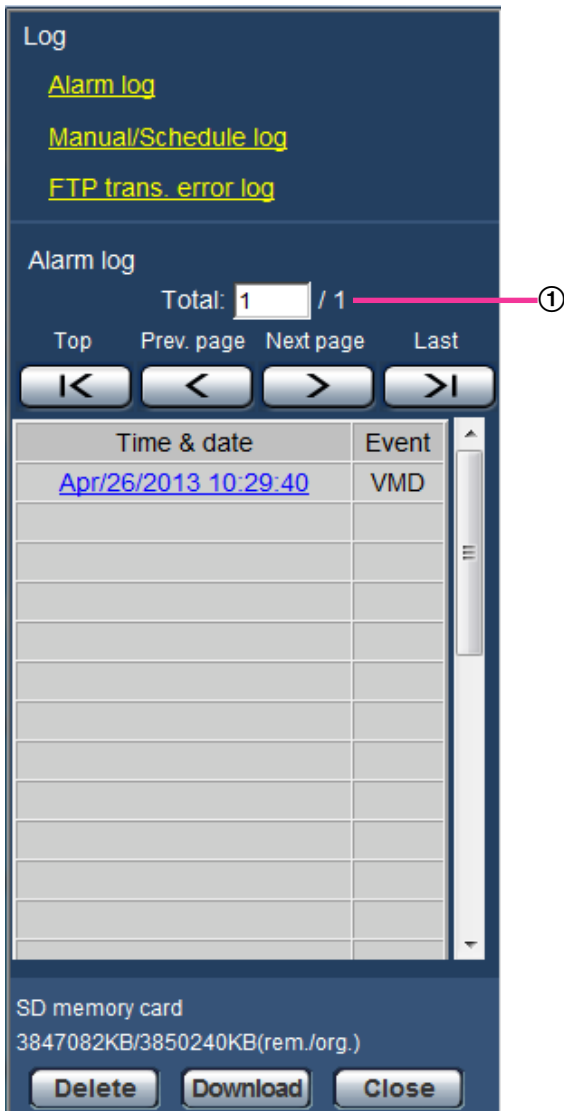 Log
Alarm log
Manual/Schedule log
FTP trans. error log
Alarm log
Total: 1 / 1 ①
Top Prev. page Next page Last
Time & date Event
Apr/26/2013 10:29:40 VMD
SD memory card
3847082KB/3850240KB(rem./org.)
Delete Download Close